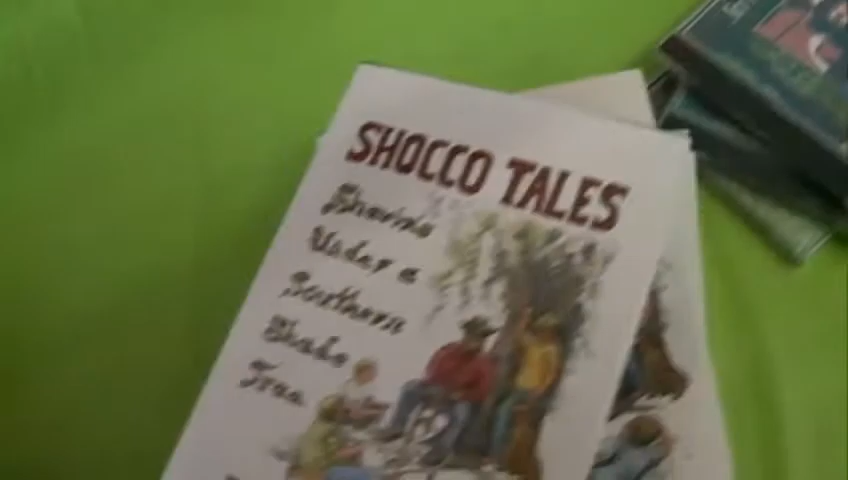 SHOCCO TALES
Sharing
Under a
Southern
Shade
Tree